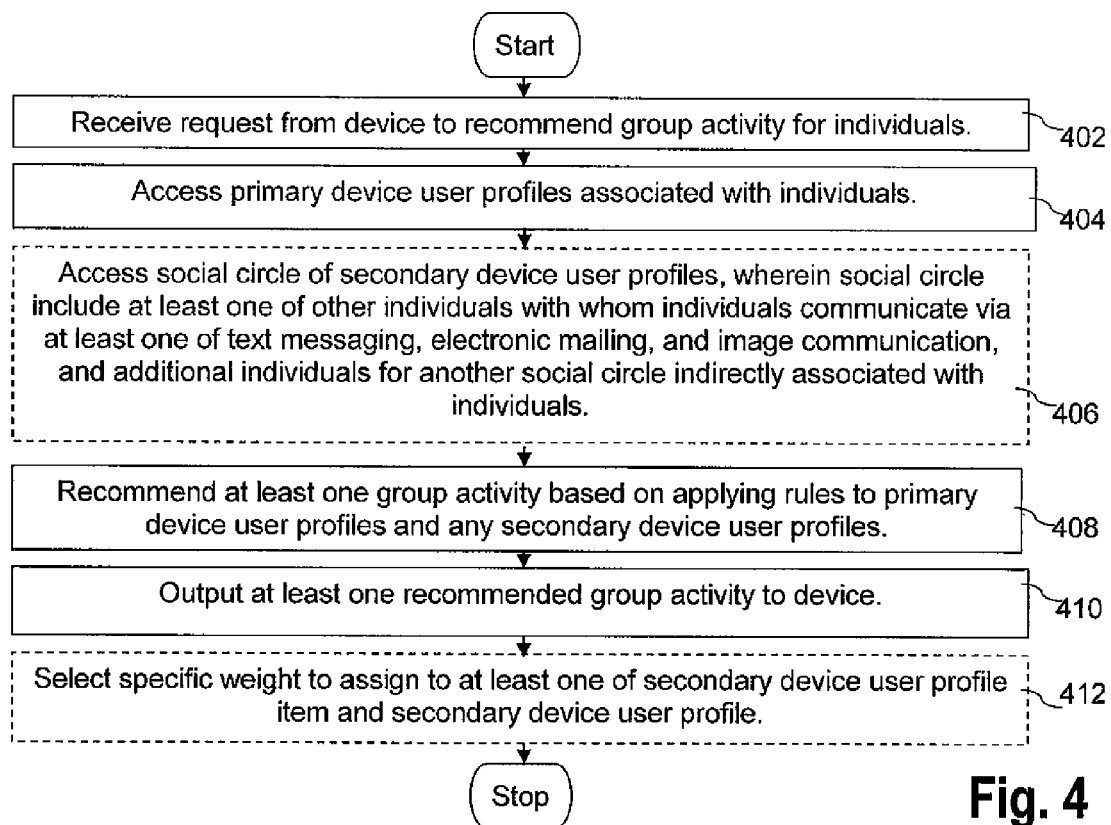 Start
Receive request from device to recommend group activity for individuals.
402
Access primary device user profiles associated with individuals.
404
Access social circle of secondary device user profiles, wherein social circle
include at least one of other individuals with whom individuals communicate via
at least one of text messaging, electronic mailing, and image communication,
and additional individuals for another social circle indirectly associated with
individuals.
406
Recommend at least one group activity based on applying rules to primary
device user profiles and any secondary device user profiles.
408
Output at least one recommended group activity to device.
410
Select specific weight to assign to at least one of secondary device user profile
item and secondary device user profile.
412
Stop
Fig. 4